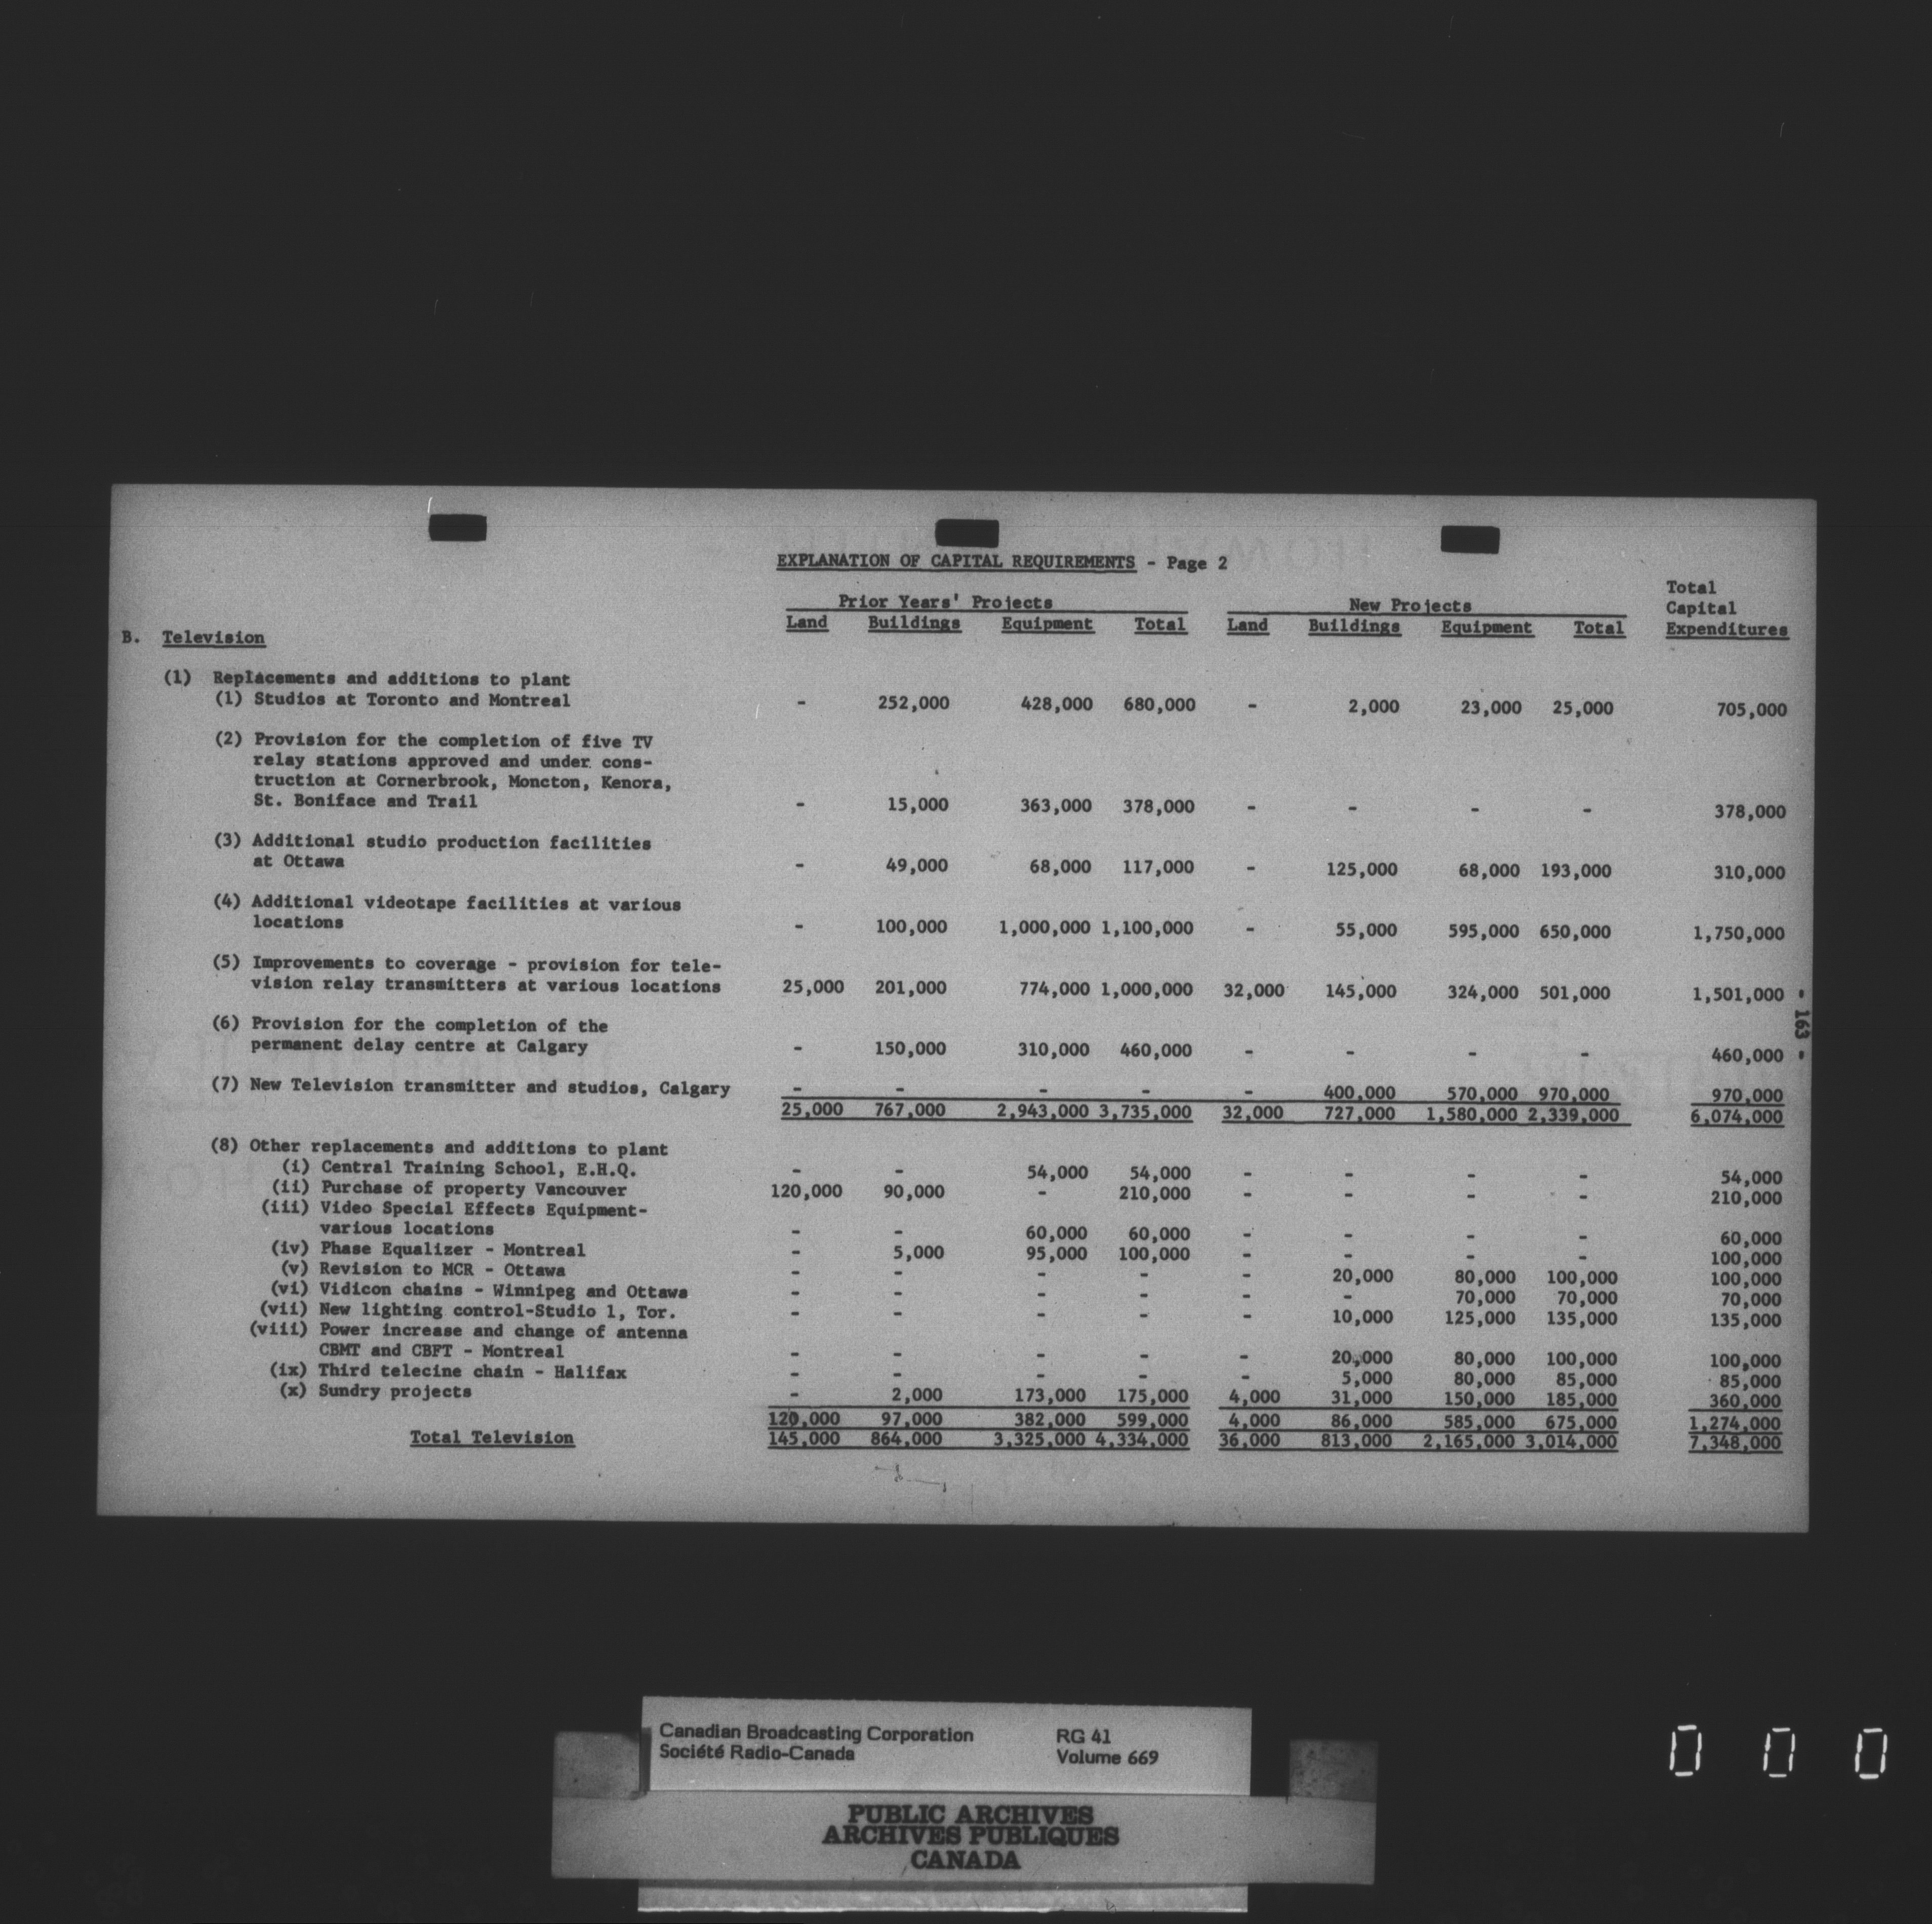 EXPLANATION OF CAPITAL REQUIREMENTS - Page 2
Total
Prior Years' Projects New Projects Capital
B. Television Land Buildings Equipment Total Land Buildings Equipment Total Expenditures
(1) Replacements and additions to plant
(1) Studios at Toronto and Montreal - 252,000 428,000 680,000 - 2,000 23,000 25,000 705,000
(2) Provision for the completion of five TV
relay stations approved and under cons-
truction at Cornerbrook, Moncton, Kenora,
St. Boniface and Trail - 15,000 363,000 378,000 - - - - 378,000
(3) Additional studio production facilities
at Ottawa - 49,000 68,000 117,000 - 125,000 68,000 193,000 310,000
(4) Additional videotape facilities at various
locations - 100,000 1,000,000 1,100,000 - 55,000 595,000 650,000 1,750,000
(5) Improvements to coverage - provision for tele-
vision relay transmitters at various locations 25,000 201,000 774,000 1,000,000 32,000 145,000 324,000 501,000 1,501,000
- 163 -
(6) Provision for the completion of the
permanent delay centre at Calgary - 150,000 310,000 460,000 - - - - 460,000
(7) New Television transmitter and studios, Calgary - - - - - 400,000 570,000 970,000 970,000
25,000 767,000 2,943,000 3,735,000 32,000 727,000 1,580,000 2,339,000 6,074,000
(8) Other replacements and additions to plant
(i) Central Training School, E.H.Q. - - 54,000 54,000 - - - - 54,000
(ii) Purchase of property Vancouver 120,000 90,000 - 210,000 - - - - 210,000
(iii) Video Special Effects Equipment-
various locations - - 60,000 60,000 - - - - 60,000
(iv) Phase Equalizer - Montreal - 5,000 95,000 100,000 - - - - 100,000
(v) Revision to MCR - Ottawa - - - - - 20,000 80,000 100,000 100,000
(vi) Vidicon chains - Winnipeg and Ottawa - - - - - - 70,000 70,000 70,000
(vii) New lighting control-Studio 1, Tor. - - - - - 10,000 125,000 135,000 135,000
(viii) Power increase and change of antenna
CBMT and CBFT - Montreal - - - - - 20,000 80,000 100,000 100,000
(ix) Third telecine chain - Halifax - - - - - 5,000 80,000 85,000 85,000
(x) Sundry projects - 2,000 173,000 175,000 4,000 31,000 150,000 185,000 360,000
120,000 97,000 382,000 599,000 4,000 86,000 585,000 675,000 1,274,000
Total Television 145,000 864,000 3,325,000 4,334,000 36,000 813,000 2,165,000 3,014,000 7,348,000
Canadian Broadcasting Corporation RG 41
Société Radio-Canada Volume 669
0 0 0
PUBLIC ARCHIVES
ARCHIVES PUBLIQUES
CANADA